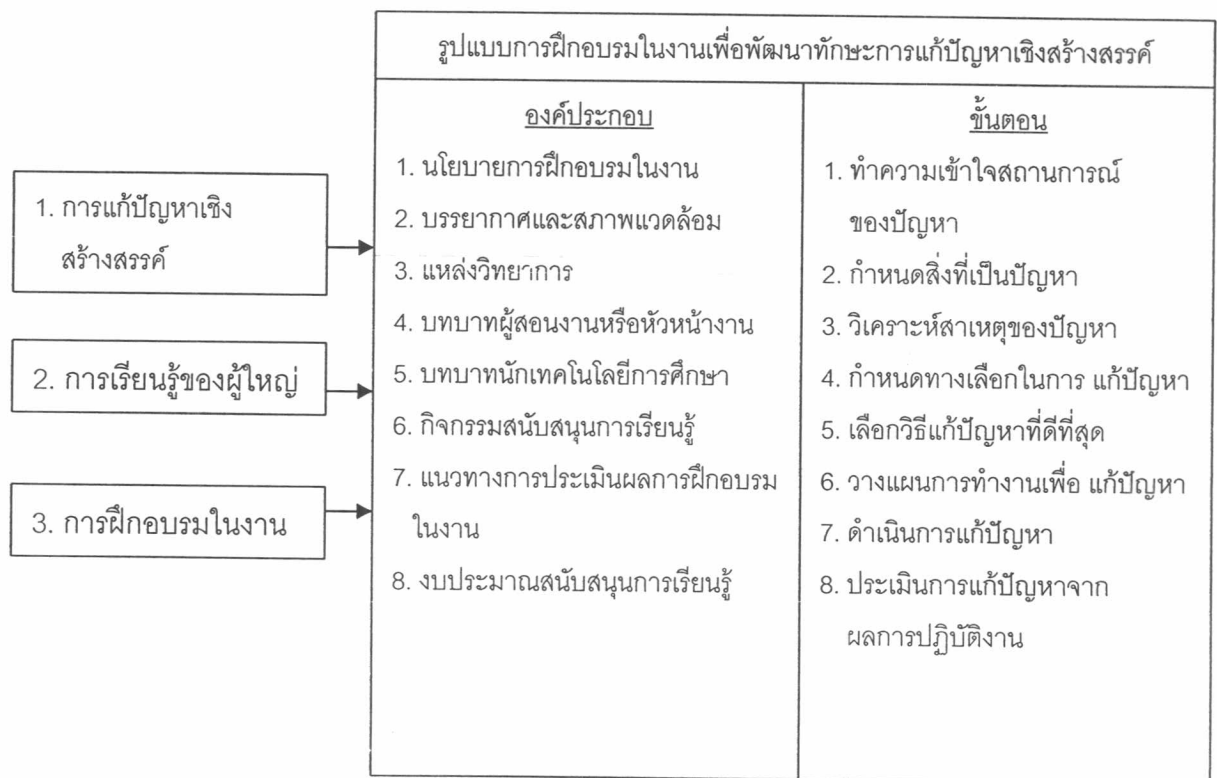 รูปแบบการฝึกอบรมในงานเพื่อพัฒนาทักษะการแก้ปัญหาเชิงสร้างสรรค์
1. การแก้ปัญหาเชิง
สร้างสรรค์
2. การเรียนรู้ของผู้ใหญ่
3. การฝึกอบรมในงาน
องค์ประกอบ
1. นโยบายการฝึกอบรมในงาน
2. บรรยากาศและสภาพแวดล้อม
3. แหล่งวิทยาการ
4. บทบาทผู้สอนงานหรือหัวหน้างาน
5. บทบาทนักเทคโนโลยีการศึกษา
6. กิจกรรมสนับสนุนการเรียนรู้
7. แนวทางการประเมินผลการฝึกอบรม
ในงาน
8. งบประมาณสนับสนุนการเรียนรู้
ขั้นตอน
1. ทำความเข้าใจสถานการณ์
ของปัญหา
2. กำหนดสิ่งที่เป็นปัญหา
3. วิเคราะห์สาเหตุของปัญหา
4. กำหนดทางเลือกในการ แก้ปัญหา
5. เลือกวิธีแก้ปัญหาที่ดีที่สุด
6. วางแผนการทำงานเพื่อ แก้ปัญหา
7. ดำเนินการแก้ปัญหา
8. ประเมินการแก้ปัญหาจาก
ผลการปฏิบัติงาน